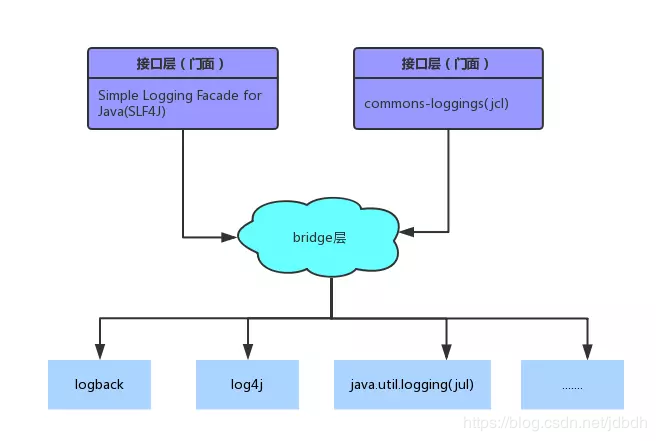 接口层（门面）
Simple Logging Facade for
Java(SLF4J)
接口层（门面）
commons-loggings(jcl)
bridge层
logback
log4j
java.util.logging(jul)
.......
https://blog.csdn.net/jdbdh